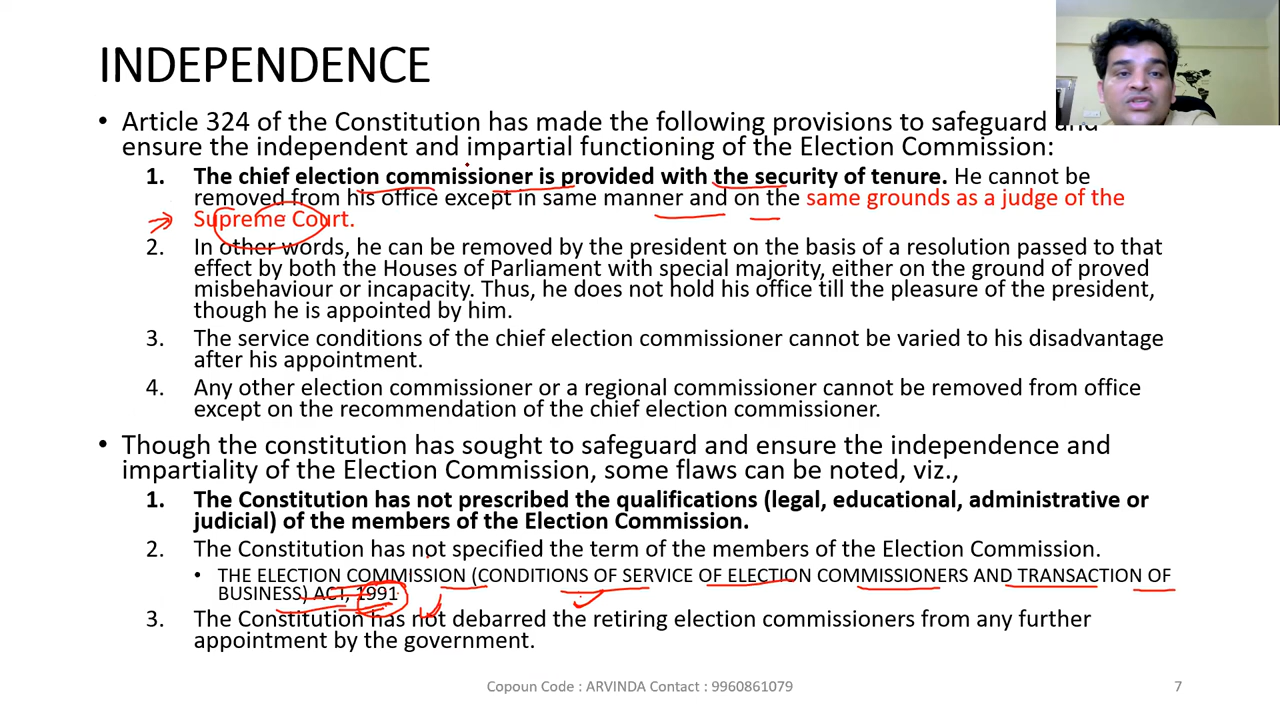 INDEPENDENCE
• Article 324 of the Constitution has made the following provisions to safeguard and
ensure the independent and impartial functioning of the Election Commission:
1. The chief election commissioner is provided with the security of tenure. He cannot be
removed from his office except in same manner and on the same grounds as a judge of the
Supreme Court.
2. In other words, he can be removed by the president on the basis of a resolution passed to that
effect by both the Houses of Parliament with special majority, either on the ground of proved
misbehaviour or incapacity. Thus, he does not hold his office till the pleasure of the president,
though he is appointed by him.
3. The service conditions of the chief election commissioner cannot be varied to his disadvantage
after his appointment.
4. Any other election commissioner or a regional commissioner cannot be removed from office
except on the recommendation of the chief election commissioner.
• Though the constitution has sought to safeguard and ensure the independence and
impartiality of the Election Commission, some flaws can be noted, viz.,
1. The Constitution has not prescribed the qualifications (legal, educational, administrative or
judicial) of the members of the Election Commission.
2. The Constitution has not specified the term of the members of the Election Commission.
• THE ELECTION COMMISSION (CONDITIONS OF SERVICE OF ELECTION COMMISSIONERS AND TRANSACTION OF
BUSINESS) ACT, 1991
3. The Constitution has not debarred the retiring election commissioners from any further
appointment by the government.
Copoun Code : ARVINDA Contact : 9960861079
7